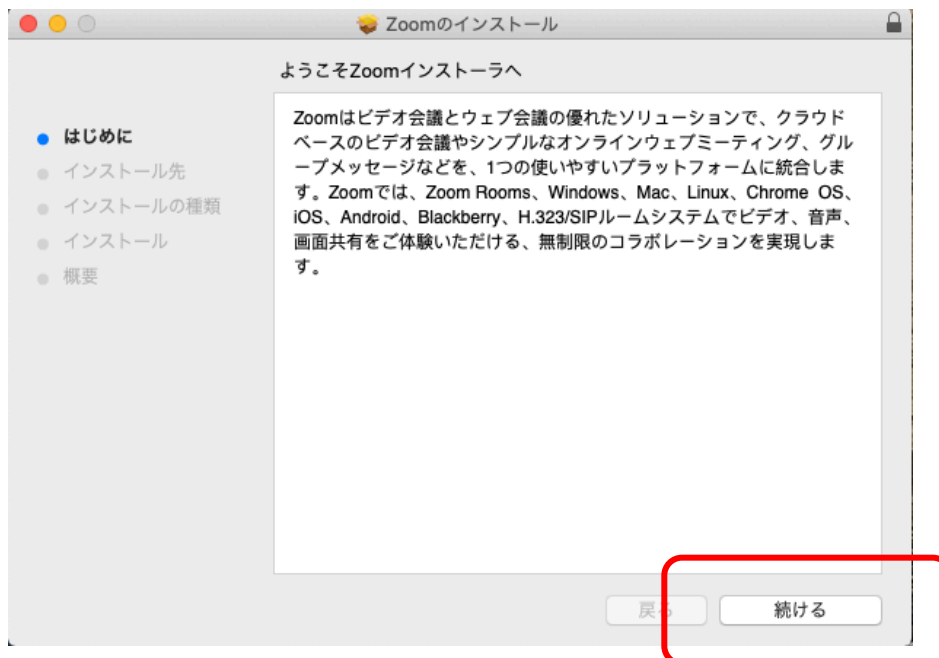 Zoomのインストール
ようこそZoomインストーラへ
はじめに
インストール先
インストールの種類
インストール
概要
Zoomはビデオ会議とウェブ会議の優れたソリューションで、クラウド
ベースのビデオ会議やシンプルなオンラインウェブミーティング、グル
ープメッセージなどを、1つの使いやすいプラットフォームに統合しま
す。Zoomでは、Zoom Rooms、Windows、Mac、Linux、Chrome OS、
iOS、Android、Blackberry、H.323/SIPルームシステムでビデオ、音声、
画面共有をご体験いただける、無制限のコラボレーションを実現しま
す。
戻る
続ける